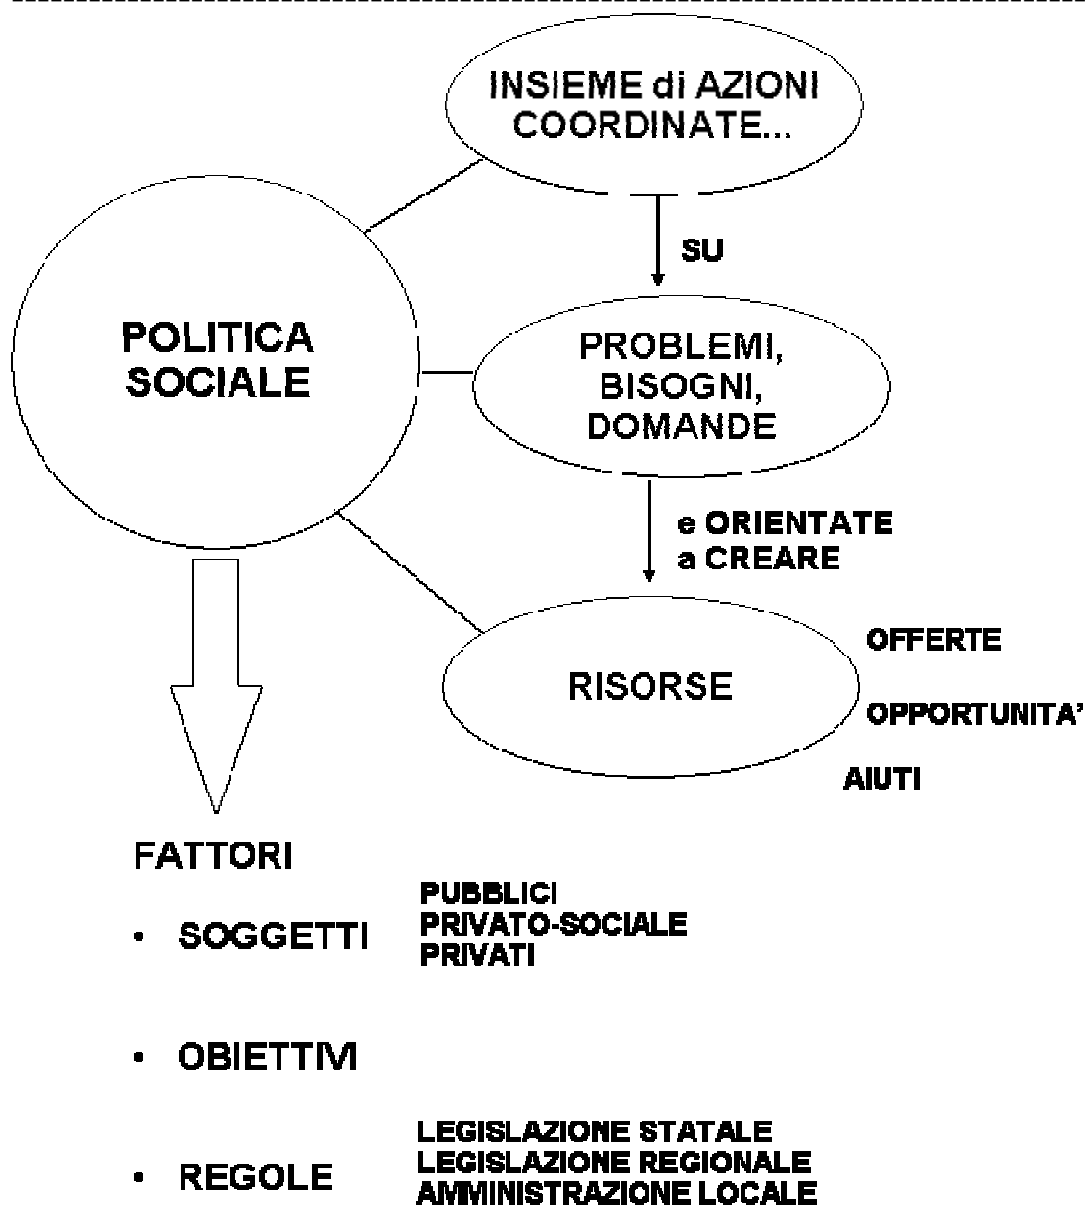 INSIEME di AZIONI
COORDINATE...
SU
POLITICA
SOCIALE
PROBLEMI,
BISOGNI,
DOMANDE
e ORIENTATE
a CREARE
RISORSE
OFFERTE
OPPORTUNITA'
AIUTI
FATTORI
• SOGGETTI
PUBBLICI
PRIVATO-SOCIALE
PRIVATI
• OBIETTIVI
• REGOLE
LEGISLAZIONE STATALE
LEGISLAZIONE REGIONALE
AMMINISTRAZIONE LOCALE